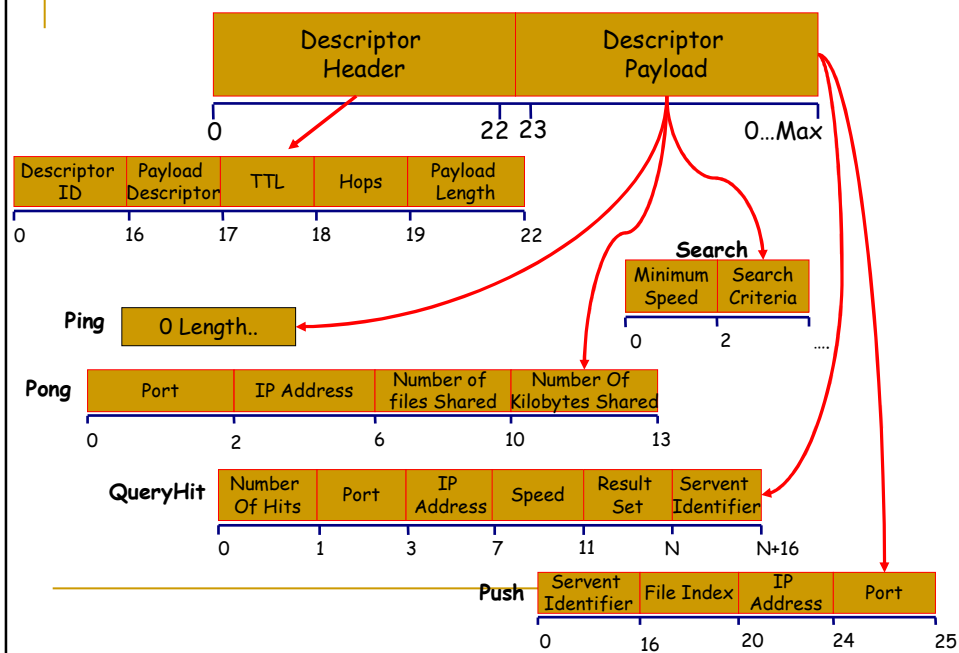 Descriptor Header
Descriptor Payload
0 22 23 0...Max
Descriptor ID
Payload Descriptor
TTL
Hops
Payload Length
0 16 17 18 19 22
Search
Minimum Speed
Search Criteria
0 2 ....
Ping
0 Length..
Pong
Port
IP Address
Number of files Shared
Number Of Kilobytes Shared
0 2 6 10 13
QueryHit
Number Of Hits
Port
IP Address
Speed
Result Set
Servent Identifier
0 1 3 7 11 N N+16
Push
Servent Identifier
File Index
IP Address
Port
0 16 20 24 25